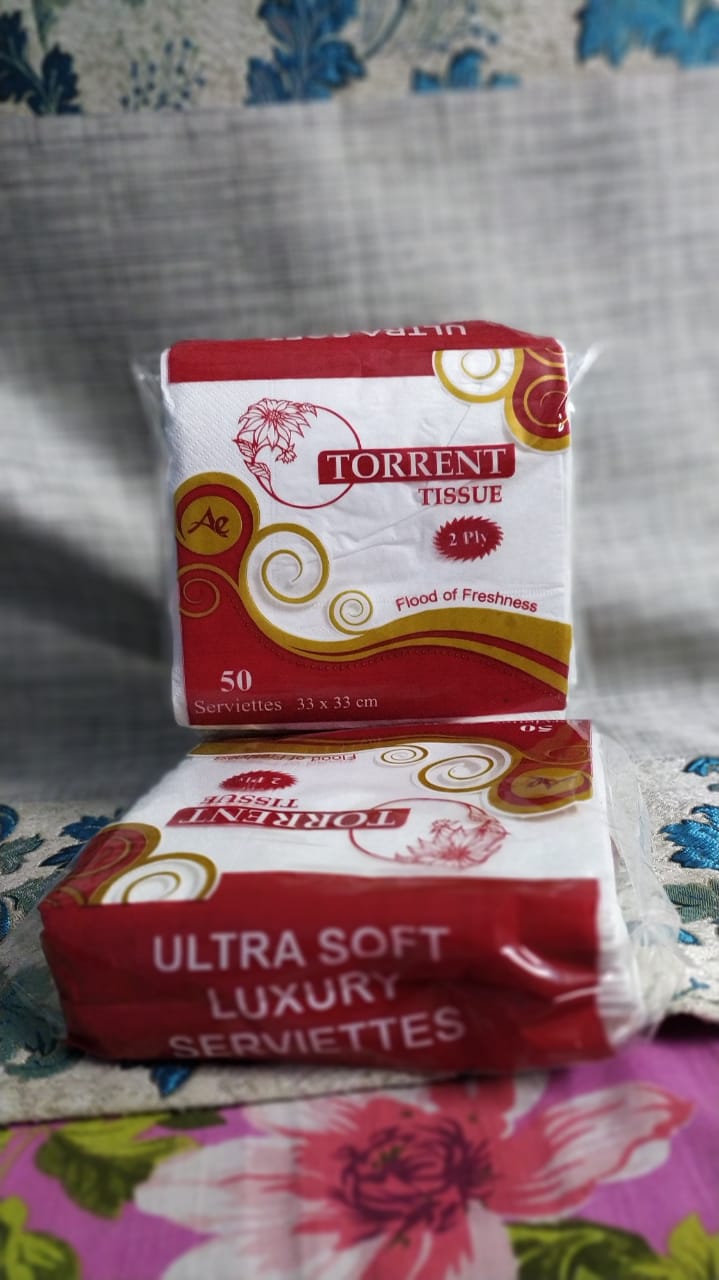 ULTRA SOFT
TORRENT
TISSUE
Ae
2 Ply
Flood of Freshness
50
Serviettes 33 x 33 cm
50
Flood of Freshness
2 Ply
TISSUE
TORRENT
ULTRA SOFT
LUXURY
SERVIETTES